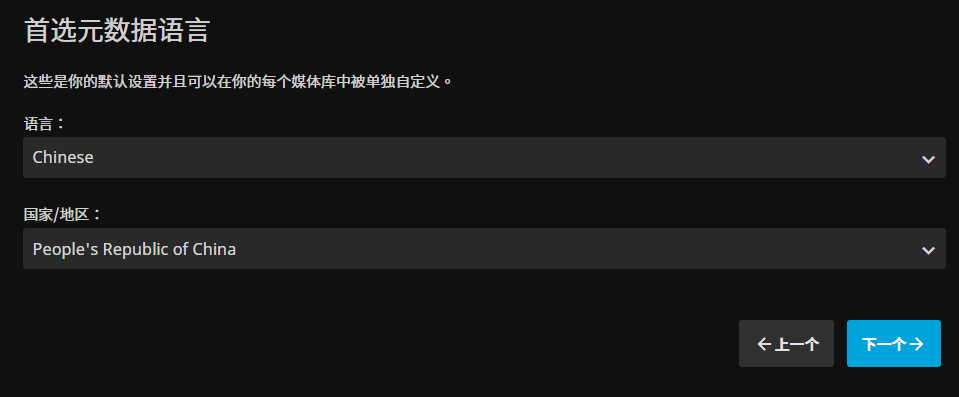 首选元数据语言
这些是你的默认设置并且可以在你的每个媒体库中被单独自定义。
语言：
Chinese
国家/地区：
People's Republic of China
←上一个 下一个→